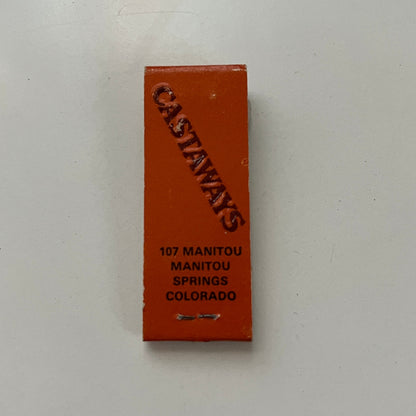 CASTAWAYS
107 MANITOU
MANITOU
SPRINGS
COLORADO